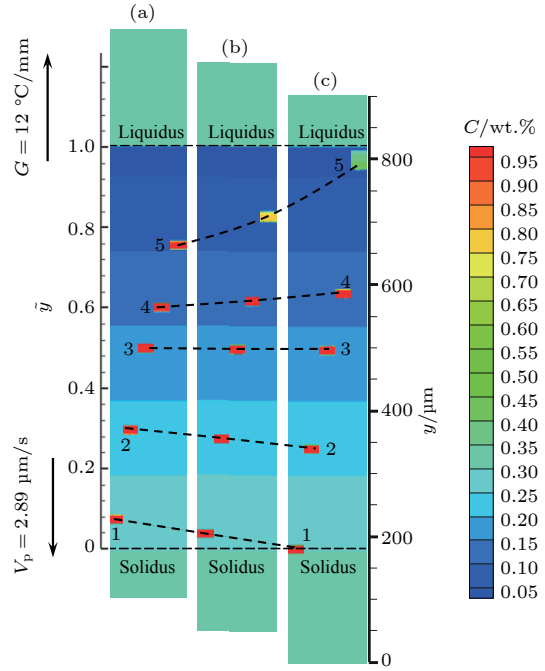 (a)
(b)
(c)
G = 12 °C/mm
Vp = 2.89 μm/s
ỹ
1.0
0.8
0.6
0.4
0.2
0
Liquidus
Liquidus
Liquidus
5
5
4
4
3
3
2
2
1
1
Solidus
Solidus
Solidus
800
600
400
200
0
y/μm
C/wt.%
0.95
0.90
0.85
0.80
0.75
0.70
0.65
0.60
0.55
0.50
0.45
0.40
0.35
0.30
0.25
0.20
0.15
0.10
0.05